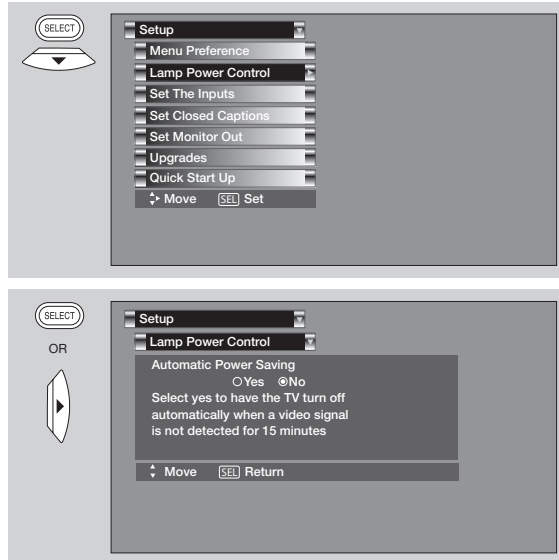 SELECT
Setup
Menu Preference
Lamp Power Control
Set The Inputs
Set Closed Captions
Set Monitor Out
Upgrades
Quick Start Up
Move SEL Set
SELECT
OR
Setup
Lamp Power Control
Automatic Power Saving
Yes No
Select yes to have the TV turn off
automatically when a video signal
is not detected for 15 minutes
Move SEL Return